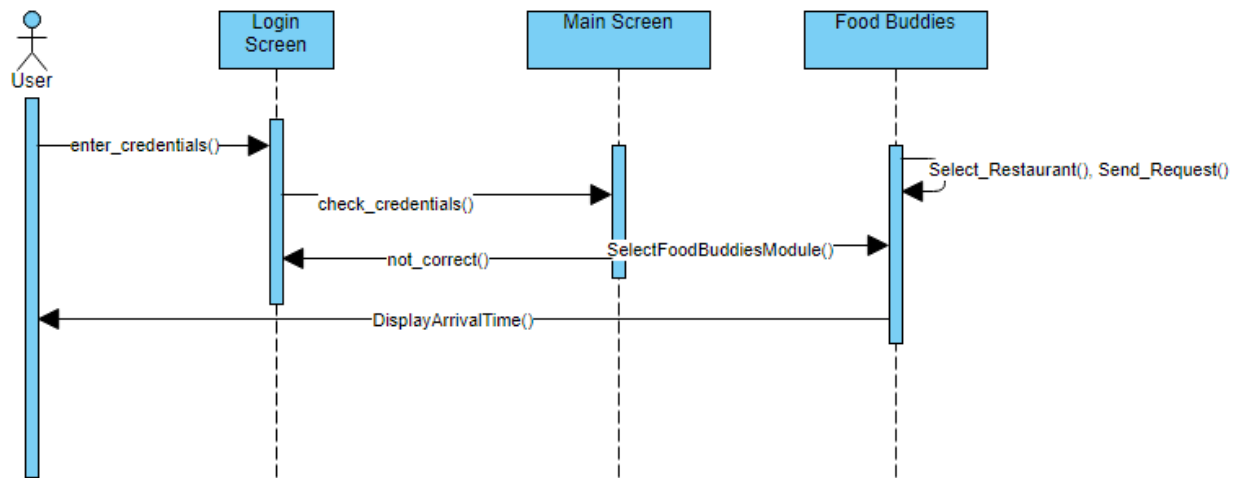 Login
Screen
Main Screen
Food Buddies
User
enter_credentials()
Select_Restaurant(), Send_Request()
check_credentials()
SelectFoodBuddiesModule()
not_correct()
DisplayArrivalTime()